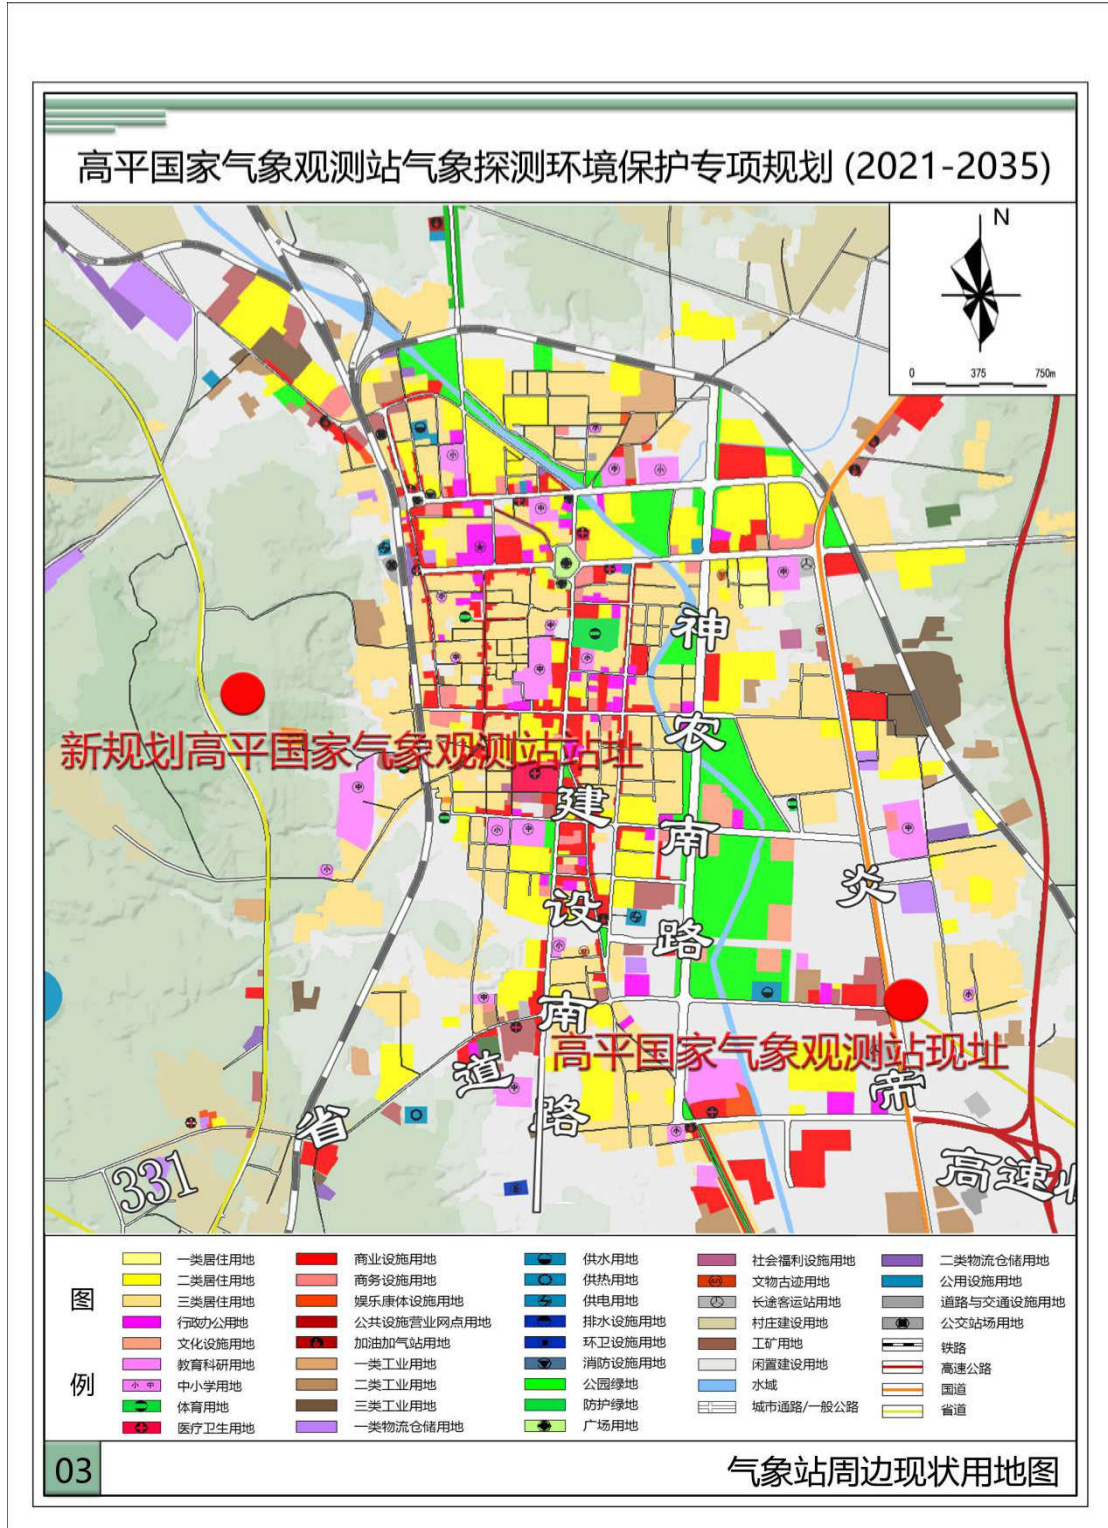 高平国家气象观测站气象探测环境保护专项规划 (2021-2035)
N
0 375 750m
神农南路
新规划高平国家气象观测站站址
建设南路
炎帝
高平国家气象观测站现址
省道
331
高速
图例
一类居住用地
二类居住用地
三类居住用地
行政办公用地
文化设施用地
教育科研用地
小 中 中小学用地
体育用地
医疗卫生用地
商业设施用地
商务设施用地
娱乐康体设施用地
公共设施营业网点用地
加油加气站用地
一类工业用地
二类工业用地
三类工业用地
一类物流仓储用地
供水用地
供热用地
供电用地
排水设施用地
环卫设施用地
消防设施用地
公园绿地
防护绿地
广场用地
社会福利设施用地
文物古迹用地
长途客运站用地
村庄建设用地
工矿用地
闲置建设用地
水域
城市通路/一般公路
二类物流仓储用地
公用设施用地
道路与交通设施用地
公交站场用地
铁路
高速公路
国道
省道
03
气象站周边现状用地图